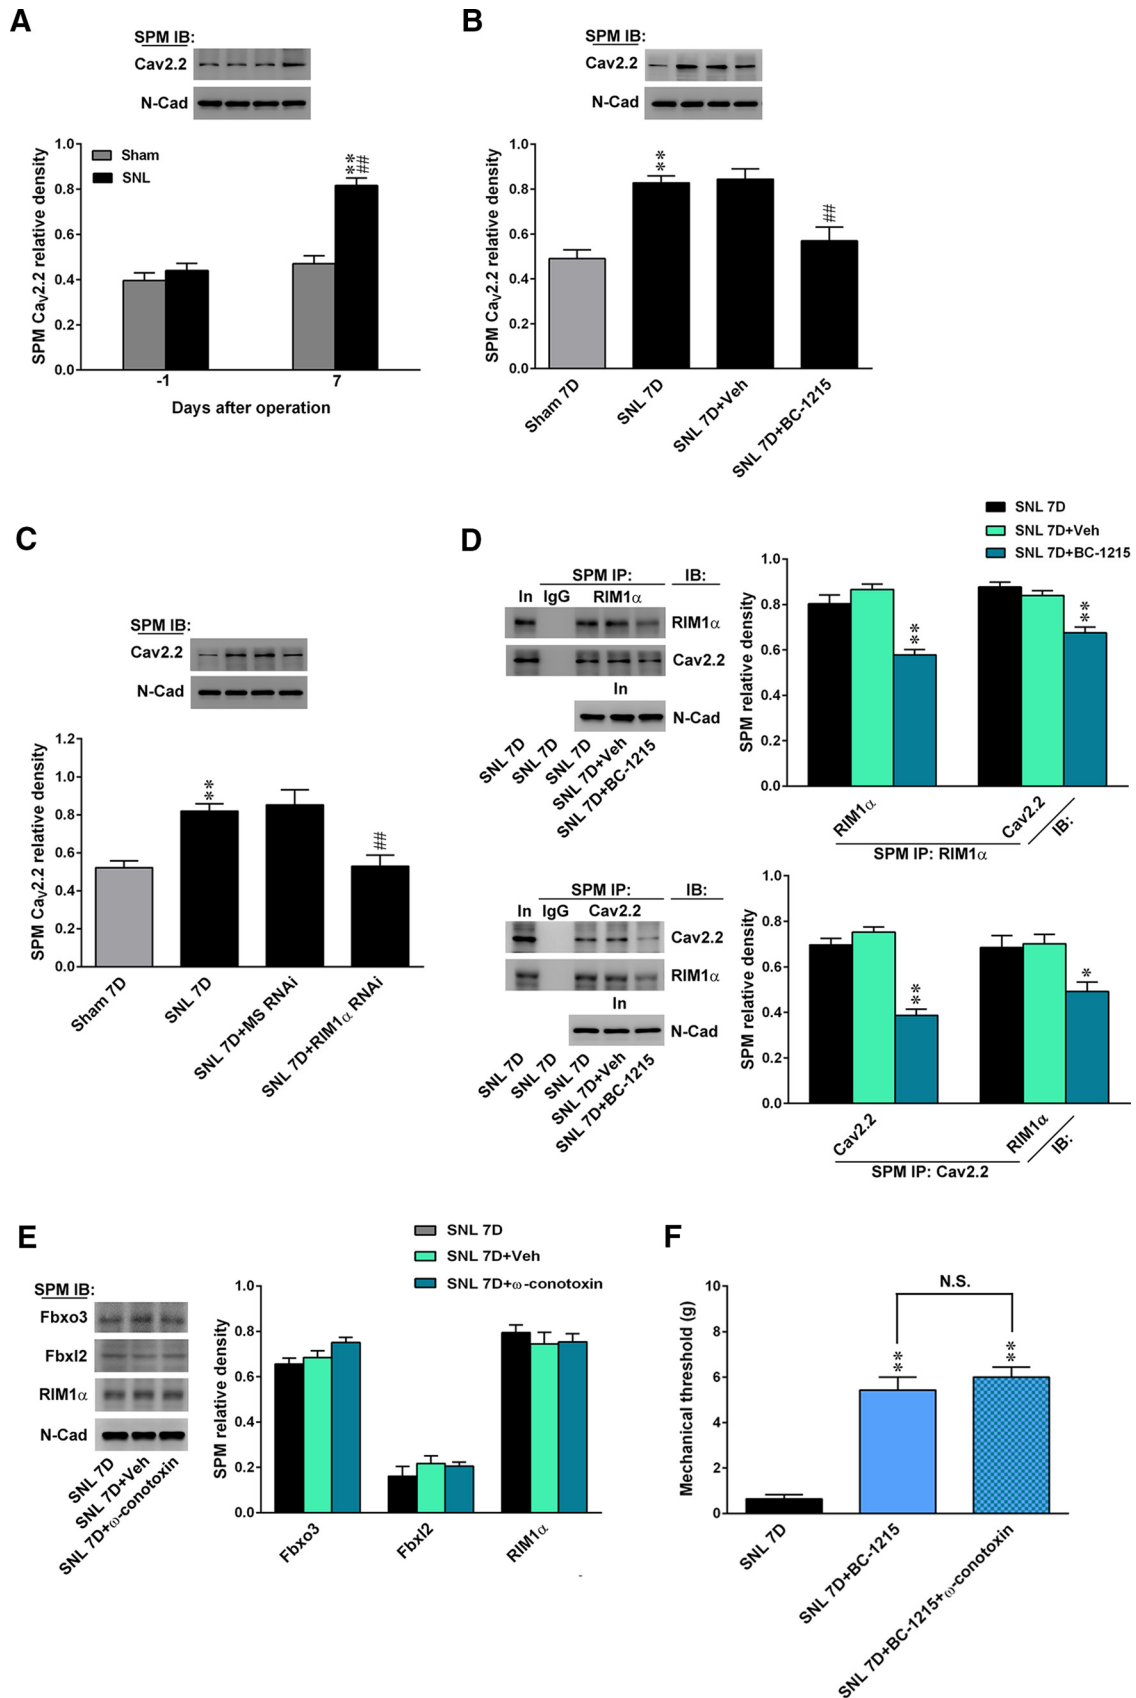 A
SPM IB:
Cav2.2
N-Cad
SPM CaV2.2 relative density
1.0
0.8
0.6
0.4
0.2
0.0
Sham
SNL
**
##
-1
7
Days after operation
B
SPM IB:
Cav2.2
N-Cad
SPM CaV2.2 relative density
1.0
0.8
0.6
0.4
0.2
0.0
**
##
Sham 7D
SNL 7D
SNL 7D+Veh
SNL 7D+BC-1215
C
SPM IB:
Cav2.2
N-Cad
SPM CaV2.2 relative density
1.2
1.0
0.8
0.6
0.4
0.2
0.0
**
##
Sham 7D
SNL 7D
SNL 7D+MS RNAi
SNL 7D+RIM1α RNAi
D
SPM IP:
IB:
In
IgG
RIM1α
RIM1α
Cav2.2
In
N-Cad
SNL 7D
SNL 7D
SNL 7D
SNL 7D+Veh
SNL 7D+BC-1215
SNL 7D
SNL 7D+Veh
SNL 7D+BC-1215
SPM relative density
1.0
0.8
0.6
0.4
0.2
0.0
**
**
RIM1α
Cav2.2
IB:
SPM IP: RIM1α
SPM IP:
IB:
In
IgG
Cav2.2
Cav2.2
RIM1α
In
N-Cad
SNL 7D
SNL 7D
SNL 7D
SNL 7D+Veh
SNL 7D+BC-1215
SPM relative density
1.0
0.8
0.6
0.4
0.2
0.0
**
*
Cav2.2
RIM1α
IB:
SPM IP: Cav2.2
E
SPM IB:
Fbxo3
Fbxl2
RIM1α
N-Cad
SNL 7D
SNL 7D+Veh
SNL 7D+ω-conotoxin
SNL 7D
SNL 7D+Veh
SNL 7D+ω-conotoxin
SPM relative density
1.0
0.8
0.6
0.4
0.2
0.0
Fbxo3
Fbxl2
RIM1α
F
Mechanical threshold (g)
10
8
6
4
2
0
N.S.
**
**
SNL 7D
SNL 7D+BC-1215
SNL 7D+BC-1215+ω-conotoxin